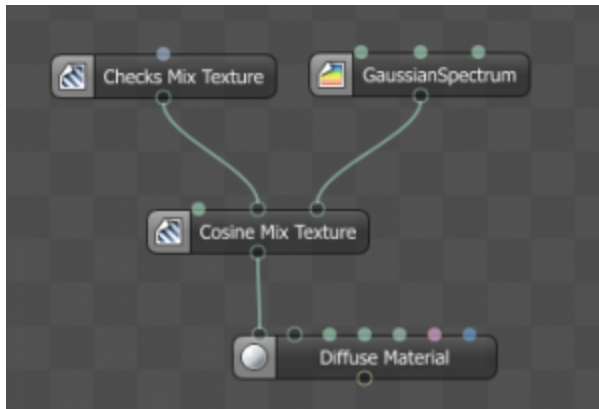 Checks Mix Texture
GaussianSpectrum
Cosine Mix Texture
Diffuse Material